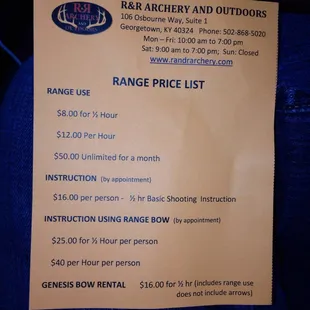 R&R
ARCHERY
AND
OUTDOORS
R&R ARCHERY AND OUTDOORS
106 Osbourne Way, Suite 1
Georgetown, KY 40324 Phone: 502-868-5020
Mon – Fri: 10:00 am to 7:00 pm
Sat: 9:00 am to 7:00 pm; Sun: Closed
www.randrarchery.com
RANGE PRICE LIST
RANGE USE
$8.00 for ½ Hour
$12.00 Per Hour
$50.00 Unlimited for a month
INSTRUCTION (by appointment)
$16.00 per person - ½ hr Basic Shooting Instruction
INSTRUCTION USING RANGE BOW (by appointment)
$25.00 for ½ Hour per person
$40 per Hour per person
GENESIS BOW RENTAL $16.00 for ½ hr (includes range use
does not include arrows)